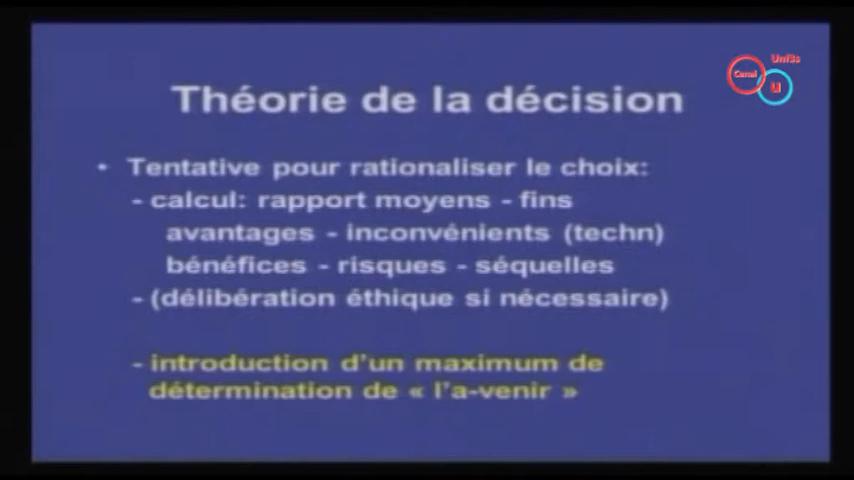 Canal
Unf3s
u
Théorie de la décision
• Tentative pour rationaliser le choix:
- calcul: rapport moyens - fins
avantages - inconvénients (techn)
bénéfices - risques - séquelles
- (délibération éthique si nécessaire)
- introduction d'un maximum de
détermination de « l'a-venir »